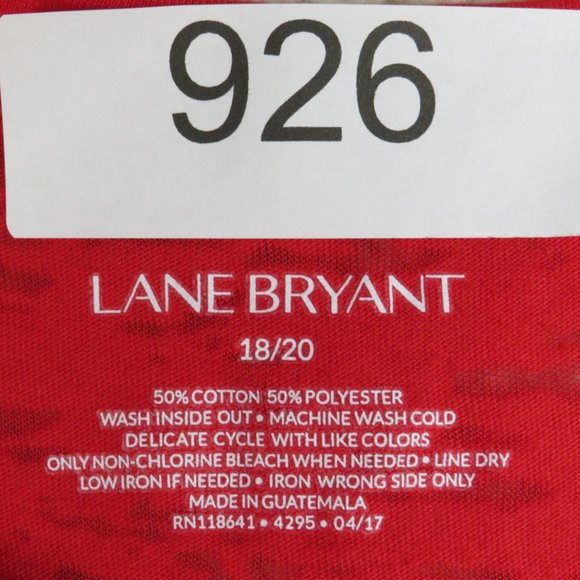 926
LANE BRYANT
18/20
50% COTTON 50% POLYESTER
WASH INSIDE OUT • MACHINE WASH COLD
DELICATE CYCLE WITH LIKE COLORS
ONLY NON-CHLORINE BLEACH WHEN NEEDED • LINE DRY
LOW IRON IF NEEDED • IRON WRONG SIDE ONLY
MADE IN GUATEMALA
RN118641 • 4295 • 04/17